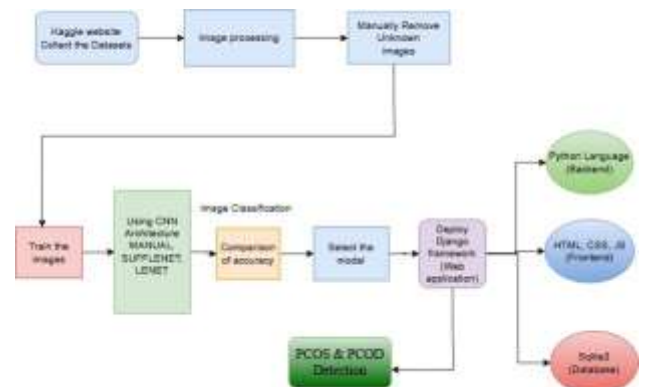 Kaggle website
Collect the Datasets
Image processing
Manually Remove
Unknown
Images
Train the
images
Using CNN
Architecture
MANUAL
SUFFLENET,
LENET
Image Classification
Comparison
of accuracy
Select the
modal
Deploy
Django
framework
(Web
application)
Python Language
(Backend)
HTML, CSS, JS
(Frontend)
Sqlite3
(Database)
PCOS & PCOD
Detection